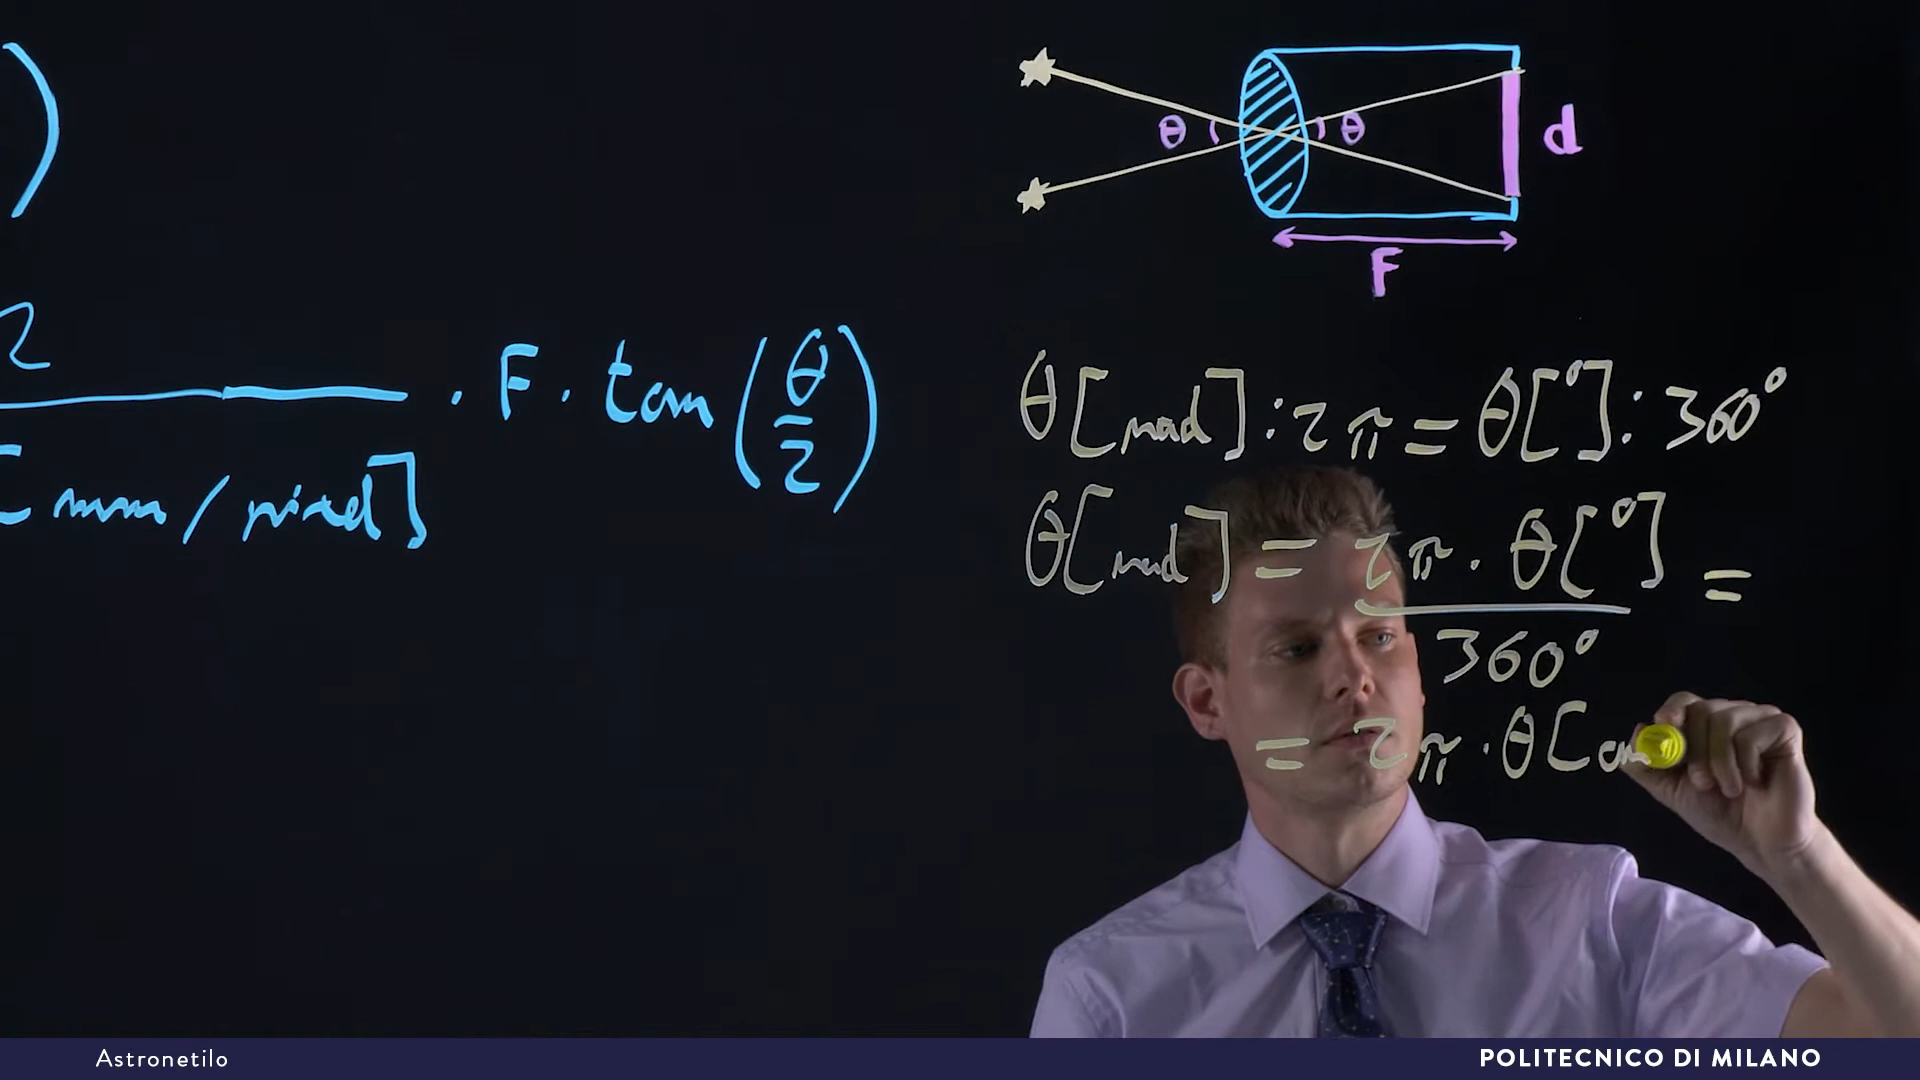 )
θ θ d
F
2
· F · tan(θ/2)
[mm/pixel]
θ[rad] : 2π = θ[°] : 360°
θ[rad] = 2π · θ[°] =
360°
= 2π · θ[
Astronetilo
POLITECNICO DI MILANO